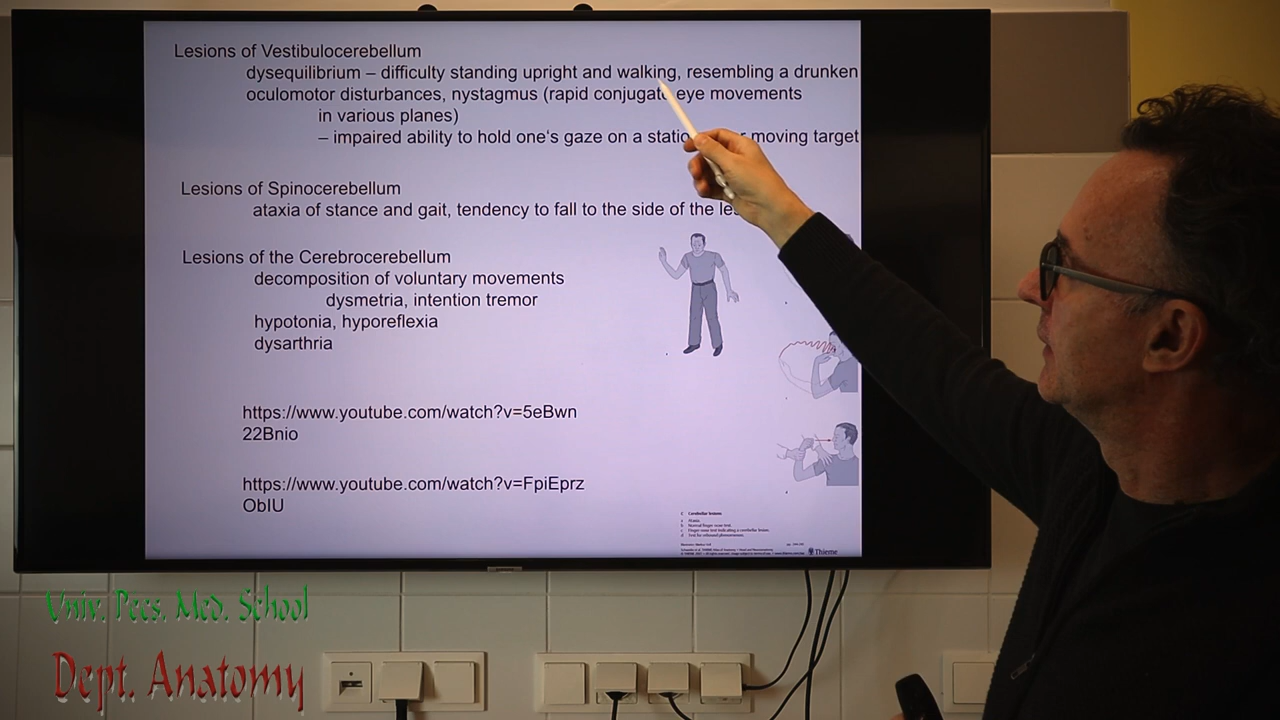 Lesions of Vestibulocerebellum
dysequilibrium – difficulty standing upright and walking, resembling a drunken
oculomotor disturbances, nystagmus (rapid conjugate eye movements
in various planes)
– impaired ability to hold one's gaze on a moving target
Lesions of Spinocerebellum
ataxia of stance and gait, tendency to fall to the side of the
Lesions of the Cerebrocerebellum
decomposition of voluntary movements
dysmetria, intention tremor
hypotonia, hyporeflexia
dysarthria
https://www.youtube.com/watch?v=5eBwn
22Bnio
https://www.youtube.com/watch?v=FpiEprz
ObIU
C Cerebellar lesions
Thieme
Univ. Pecs. Med. School
Dept. Anatomy